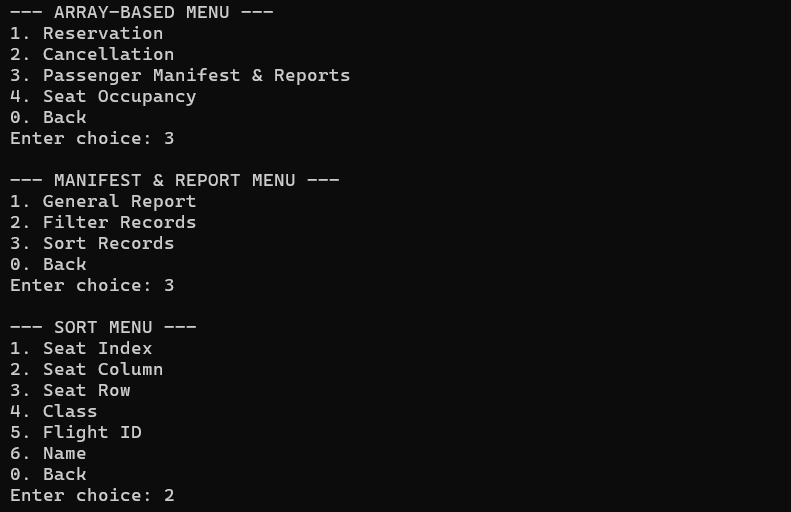 --- ARRAY-BASED MENU ---
1. Reservation
2. Cancellation
3. Passenger Manifest & Reports
4. Seat Occupancy
0. Back
Enter choice: 3
--- MANIFEST & REPORT MENU ---
1. General Report
2. Filter Records
3. Sort Records
0. Back
Enter choice: 3
--- SORT MENU ---
1. Seat Index
2. Seat Column
3. Seat Row
4. Class
5. Flight ID
6. Name
0. Back
Enter choice: 2